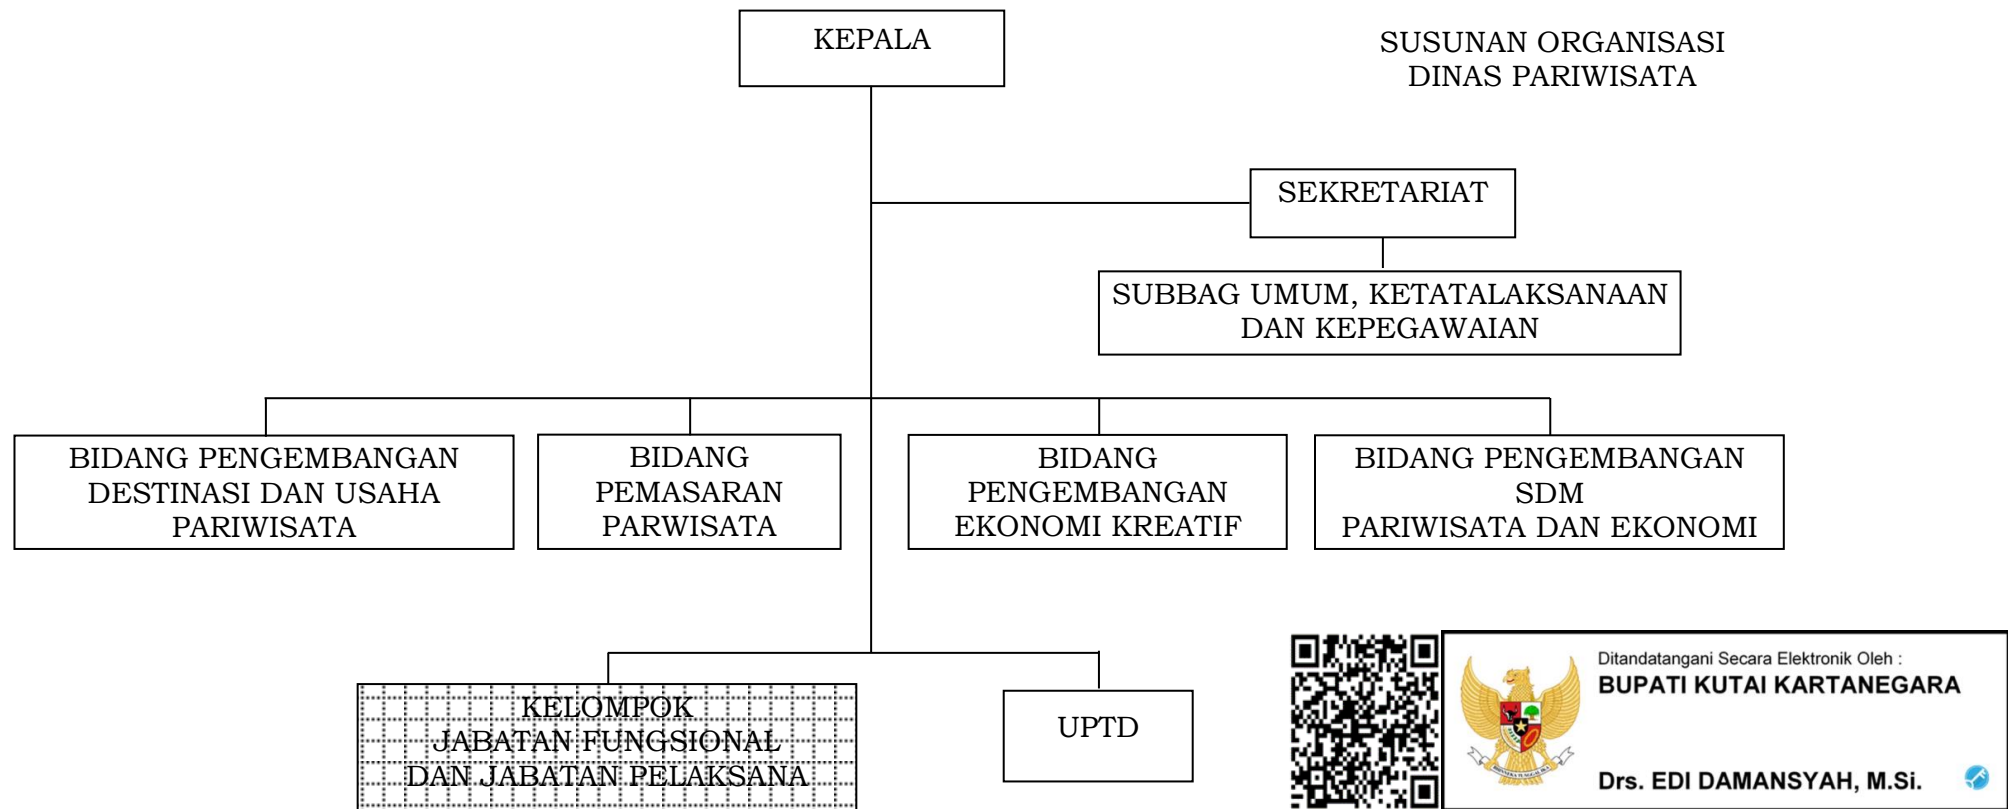 KEPALA
SUSUNAN ORGANISASI
DINAS PARIWISATA
SEKRETARIAT
SUBBAG UMUM, KETATALAKSANAAN
DAN KEPEGAWAIAN
BIDANG PENGEMBANGAN
DESTINASI DAN USAHA
PARIWISATA
BIDANG
PEMASARAN
PARWISATA
BIDANG
PENGEMBANGAN
EKONOMI KREATIF
BIDANG PENGEMBANGAN
SDM
PARIWISATA DAN EKONOMI
KELOMPOK
JABATAN FUNGSIONAL
DAN JABATAN PELAKSANA
UPTD
Ditandatangani Secara Elektronik Oleh :
BUPATI KUTAI KARTANEGARA
Drs. EDI DAMANSYAH, M.Si.